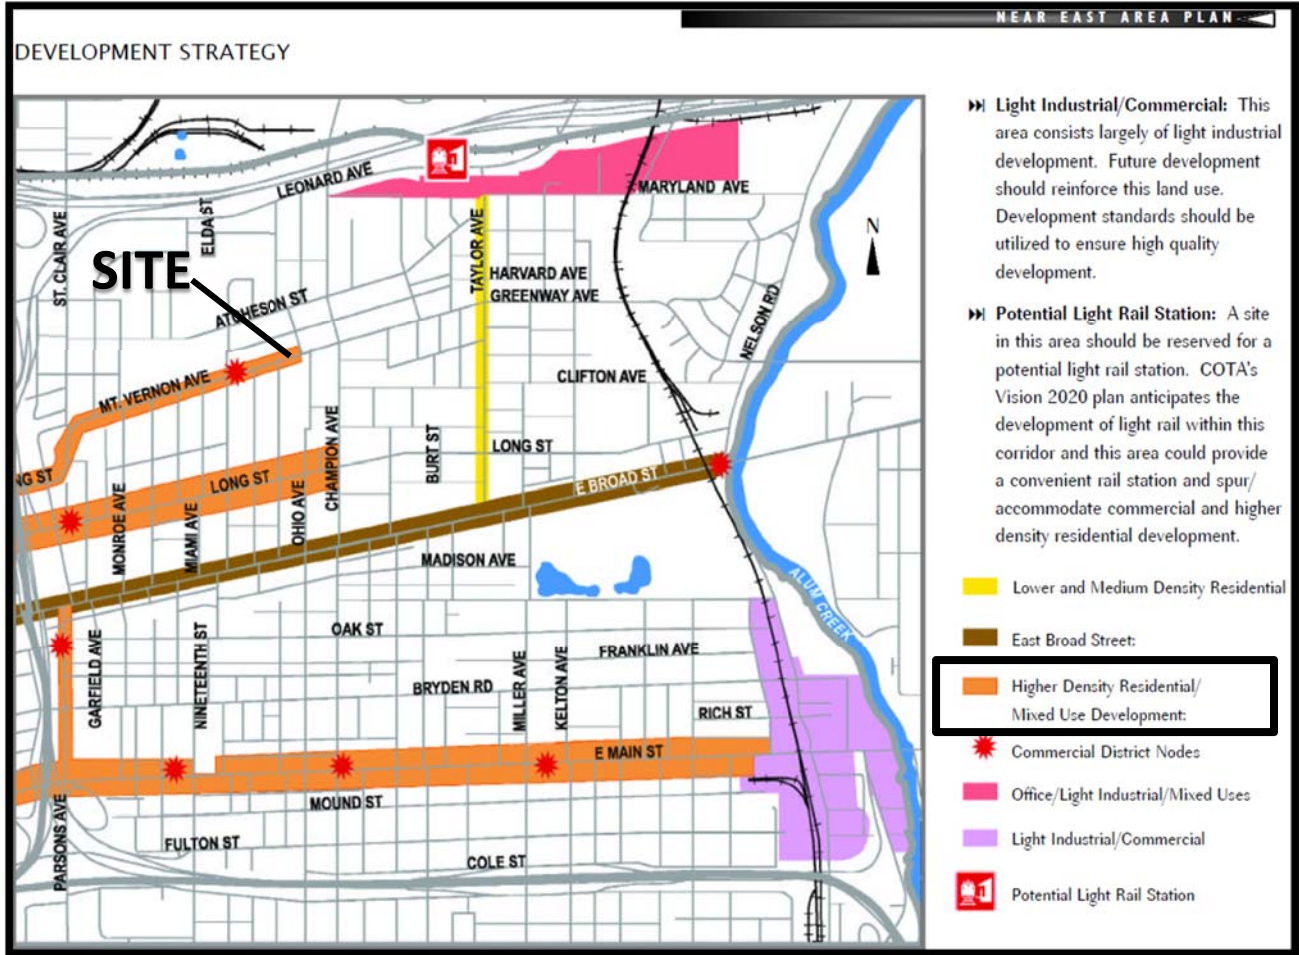 NEAR EAST AREA PLAN
DEVELOPMENT STRATEGY
LEONARD AVE
MARYLAND AVE
ST. CLAIR AVE
ELDA ST
TAYLOR AVE
N
SITE
HARVARD AVE
GREENWAY AVE
ATCHESON ST
NELSON RD
CLIFTON AVE
MT. VERNON AVE
CHAMPION AVE
BURT ST
LONG ST
NG ST
LONG ST
E BROAD ST
MONROE AVE
MIAMI AVE
OHIO AVE
MADISON AVE
ALUM CREEK
OAK ST
GARFIELD AVE
NINETEENTH ST
FRANKLIN AVE
MILLER AVE
KELTON AVE
BRYDEN RD
RICH ST
E MAIN ST
MOUND ST
PARSONS AVE
FULTON ST
COLE ST
Light Industrial/Commercial: This
area consists largely of light industrial
development. Future development
should reinforce this land use.
Development standards should be
utilized to ensure high quality
development.
Potential Light Rail Station: A site
in this area should be reserved for a
potential light rail station. COTA's
Vision 2020 plan anticipates the
development of light rail within this
corridor and this area could provide
a convenient rail station and spur/
accommodate commercial and higher
density residential development.
Lower and Medium Density Residential
East Broad Street:
Higher Density Residential/
Mixed Use Development:
Commercial District Nodes
Office/Light Industrial/Mixed Uses
Light Industrial/Commercial
Potential Light Rail Station